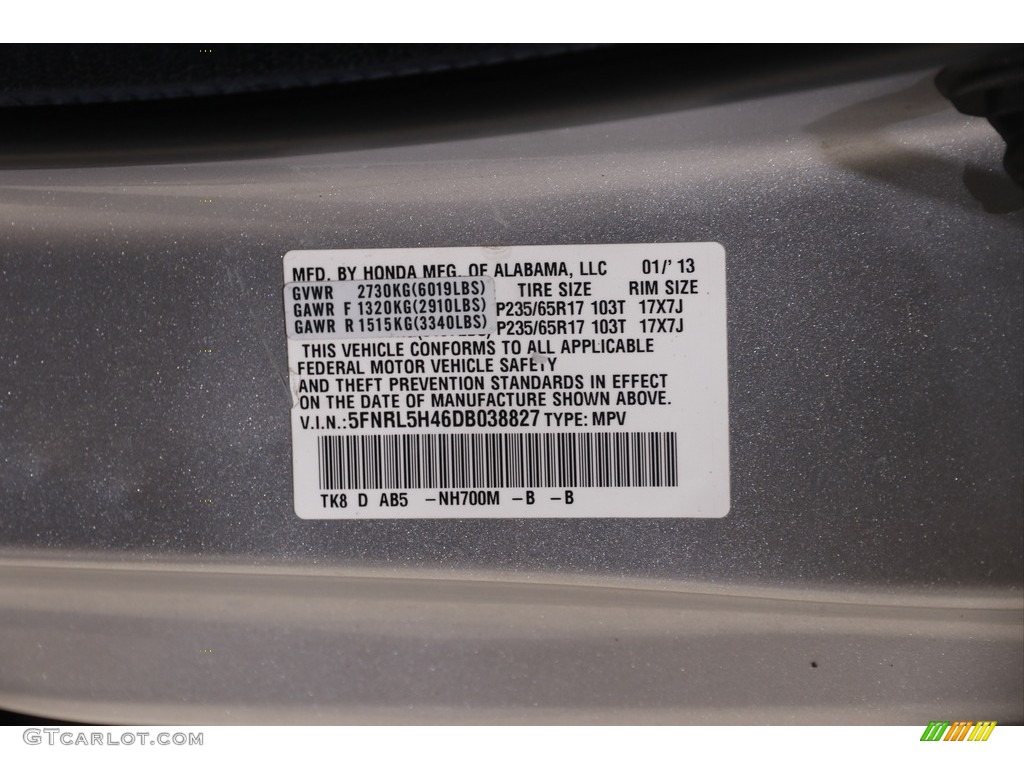 MFD. BY HONDA MFG. OF ALABAMA, LLC 01/'13
GVWR 2730KG(6019LBS) TIRE SIZE RIM SIZE
GAWR F 1320KG(2910LBS) P235/65R17 103T 17X7J
GAWR R 1515KG(3340LBS) P235/65R17 103T 17X7J
THIS VEHICLE CONFORMS TO ALL APPLICABLE
FEDERAL MOTOR VEHICLE SAFETY
AND THEFT PREVENTION STANDARDS IN EFFECT
ON THE DATE OF MANUFACTURE SHOWN ABOVE.
V.I.N.:5FNRL5H46DB038827 TYPE: MPV
TK8 D AB5 -NH700M -B -B
GTCarlot.com